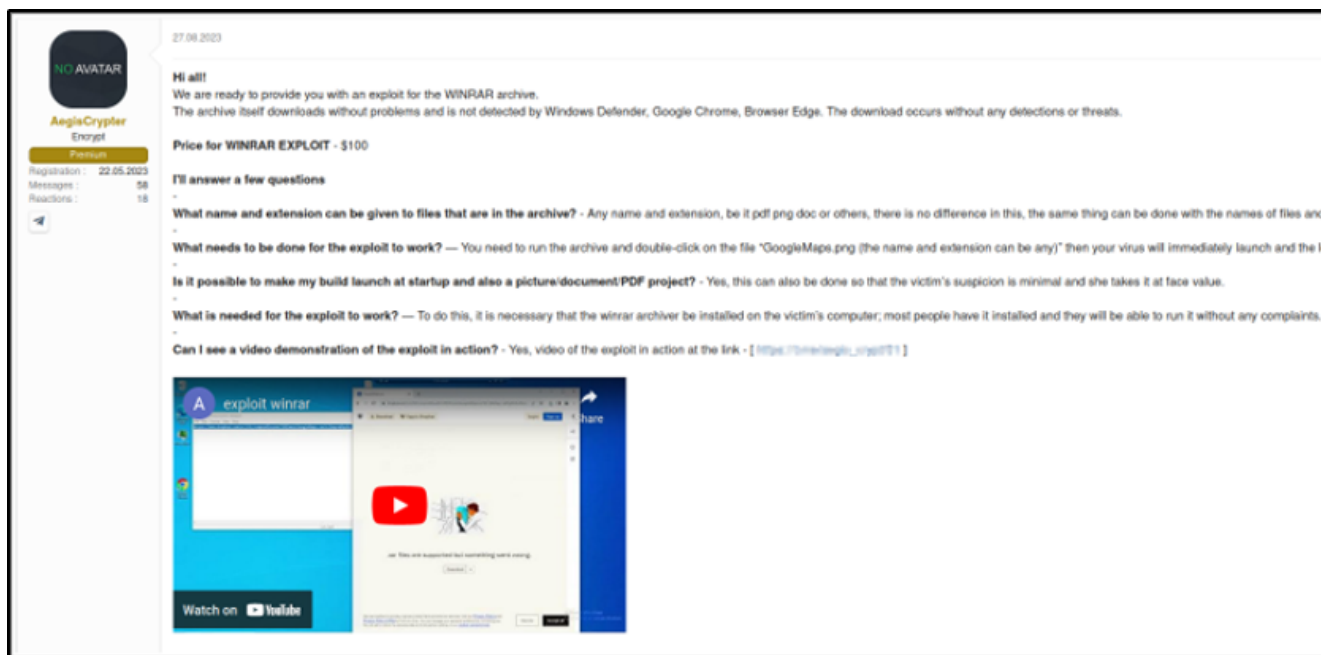 27.08.2023
NO AVATAR
AegisCrypter
Encrypt
Premium
Registration : 22.05.2023
Messages : 58
Reactions : 18
Hi all!
We are ready to provide you with an exploit for the WINRAR archive.
The archive itself downloads without problems and is not detected by Windows Defender, Google Chrome, Browser Edge. The download occurs without any detections or threats.
Price for WINRAR EXPLOIT - $100
I'll answer a few questions
-
What name and extension can be given to files that are in the archive? - Any name and extension, be it pdf png doc or others, there is no difference in this, the same thing can be done with the names of files and
-
What needs to be done for the exploit to work? — You need to run the archive and double-click on the file "GoogleMaps.png (the name and extension can be any)" then your virus will immediately launch and the
-
Is it possible to make my build launch at startup and also a picture/document/PDF project? - Yes, this can also be done so that the victim's suspicion is minimal and she takes it at face value.
-
What is needed for the exploit to work? — To do this, it is necessary that the winrar archiver be installed on the victim's computer; most people have it installed and they will be able to run it without any complaints.
-
Can I see a video demonstration of the exploit in action? - Yes, video of the exploit in action at the link - [ ]
A exploit winrar
Share
files are supported but something went wrong.
Watch on YouTube